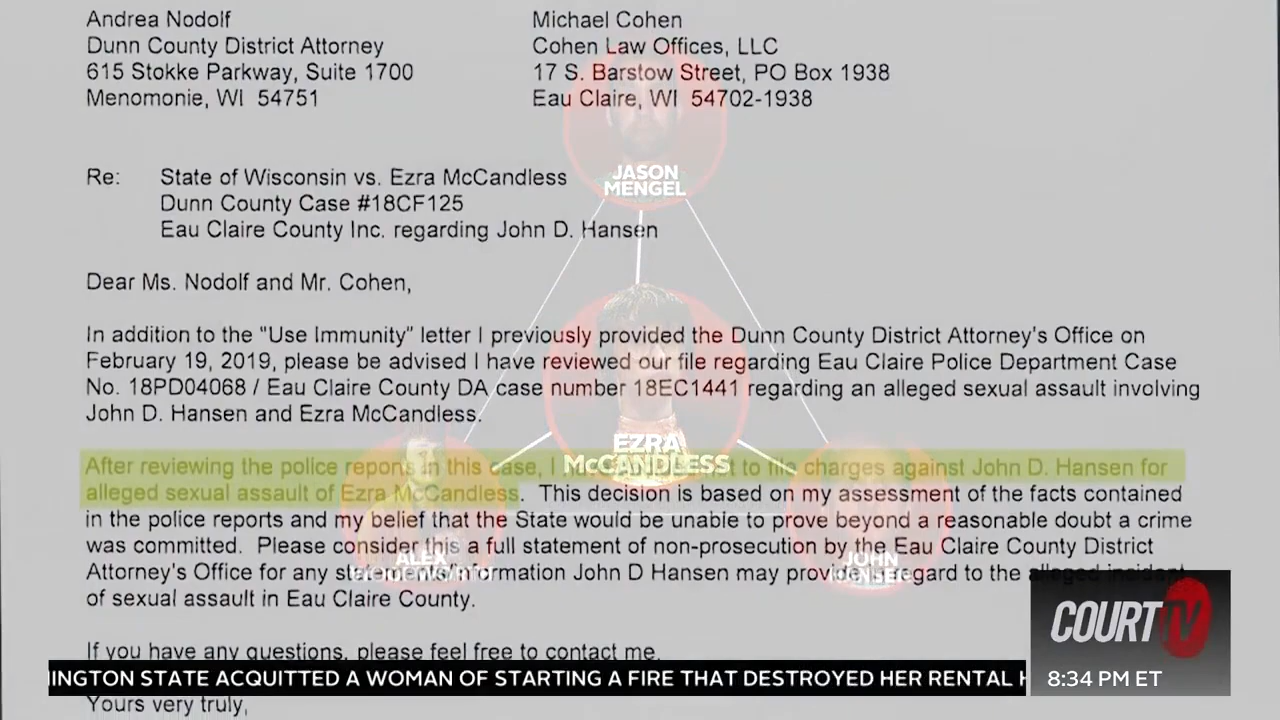 Andrea Nodolf
Dunn County District Attorney
615 Stokke Parkway, Suite 1700
Menomonie, WI 54751
Michael Cohen
Cohen Law Offices, LLC
17 S. Barstow Street, PO Box 1938
Eau Claire, WI 54702-1938
JASON
MENGEL
Re: State of Wisconsin vs. Ezra McCandless
Dunn County Case #18CF125
Eau Claire County Inc. regarding John D. Hansen
Dear Ms. Nodolf and Mr. Cohen,
In addition to the "Use Immunity" letter I previously provided the Dunn County District Attorney's Office on
February 19, 2019, please be advised I have reviewed our file regarding Eau Claire Police Department Case
No. 18PD04068 / Eau Claire County DA case number 18EC1441 regarding an alleged sexual assault involving
John D. Hansen and Ezra McCandless.
EZRA
McCANDLESS
After reviewing the police reports in this case, I to file charges against John D. Hansen for
alleged sexual assault of Ezra McCandless. This decision is based on my assessment of the facts contained
in the police reports and my belief that the State would be unable to prove beyond a reasonable doubt a crime
was committed. Please consider this a full statement of non-prosecution by the Eau Claire County District
Attorney's Office for any John D Hansen may provide regard to the alleged incident
of sexual assault in Eau Claire County.
ALEX
JOHN
If you have any questions, please feel free to contact me.
Yours very truly,
COURT TV
8:34 PM ET
INGTON STATE ACQUITTED A WOMAN OF STARTING A FIRE THAT DESTROYED HER RENTAL